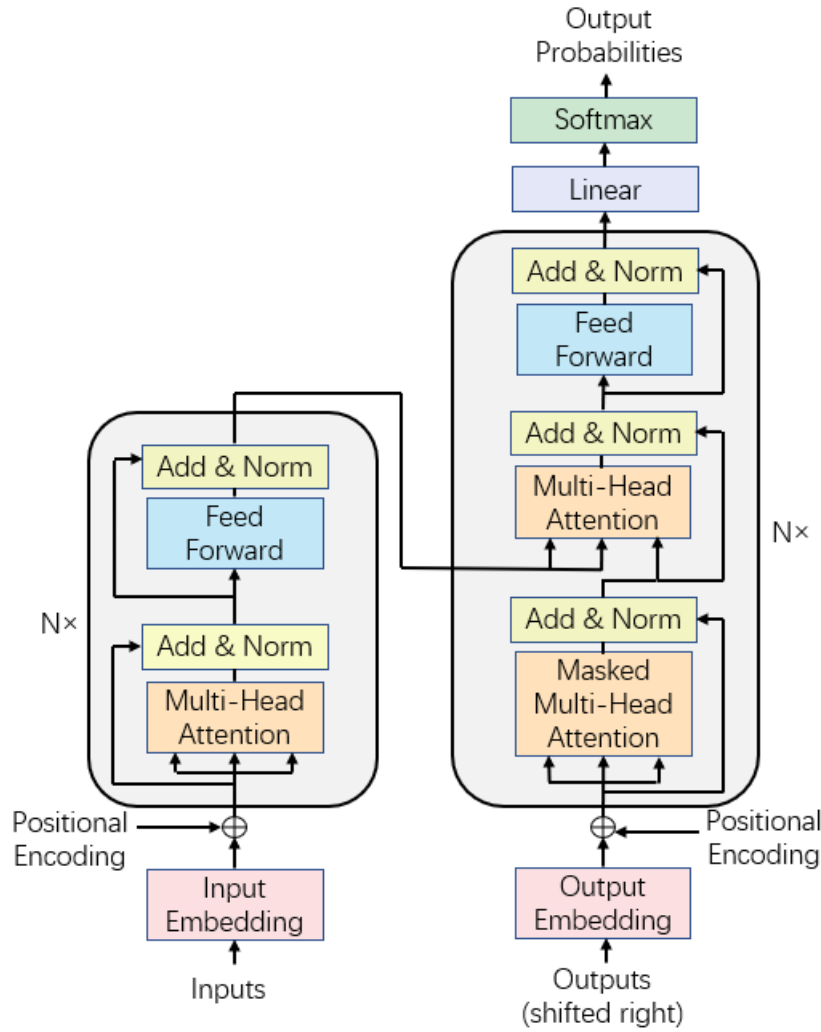 Output
Probabilities
Softmax
Linear
Add & Norm
Feed
Forward
Add & Norm
Multi-Head
Attention
N×
Add & Norm
Masked
Multi-Head
Attention
Positional
Encoding
Output
Embedding
Outputs
(shifted right)
Add & Norm
Feed
Forward
N×
Add & Norm
Multi-Head
Attention
Positional
Encoding
Input
Embedding
Inputs